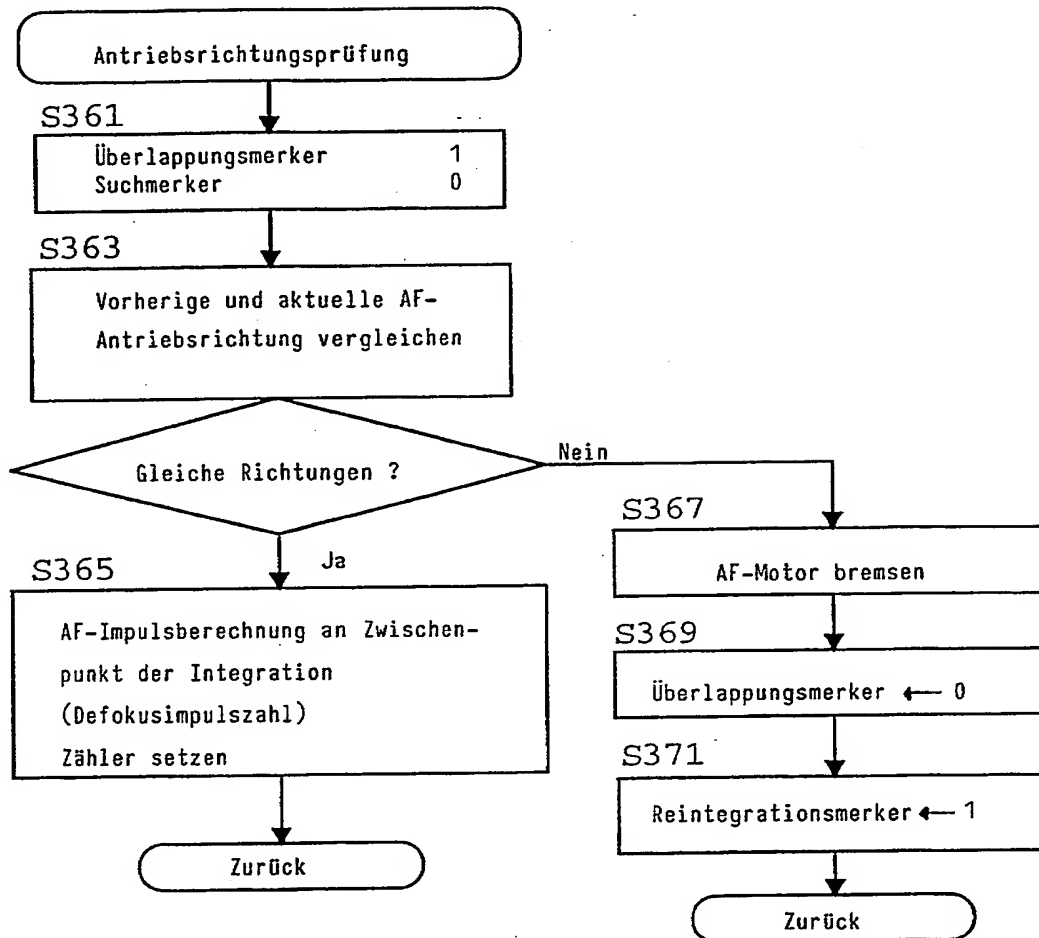 Antriebsrichtungsprüfung
S361
Überlappungsmerker 1
Suchmerker 0
S363
Vorherige und aktuelle AF-
Antriebsrichtung vergleichen
Gleiche Richtungen ?
Nein
Ja
S365
AF-Impulsberechnung an Zwischen-
punkt der Integration
(Defokusimpulszahl)
Zähler setzen
Zurück
S367
AF-Motor bremsen
S369
Überlappungsmerker ← 0
S371
Reintegrationsmerker ← 1
Zurück